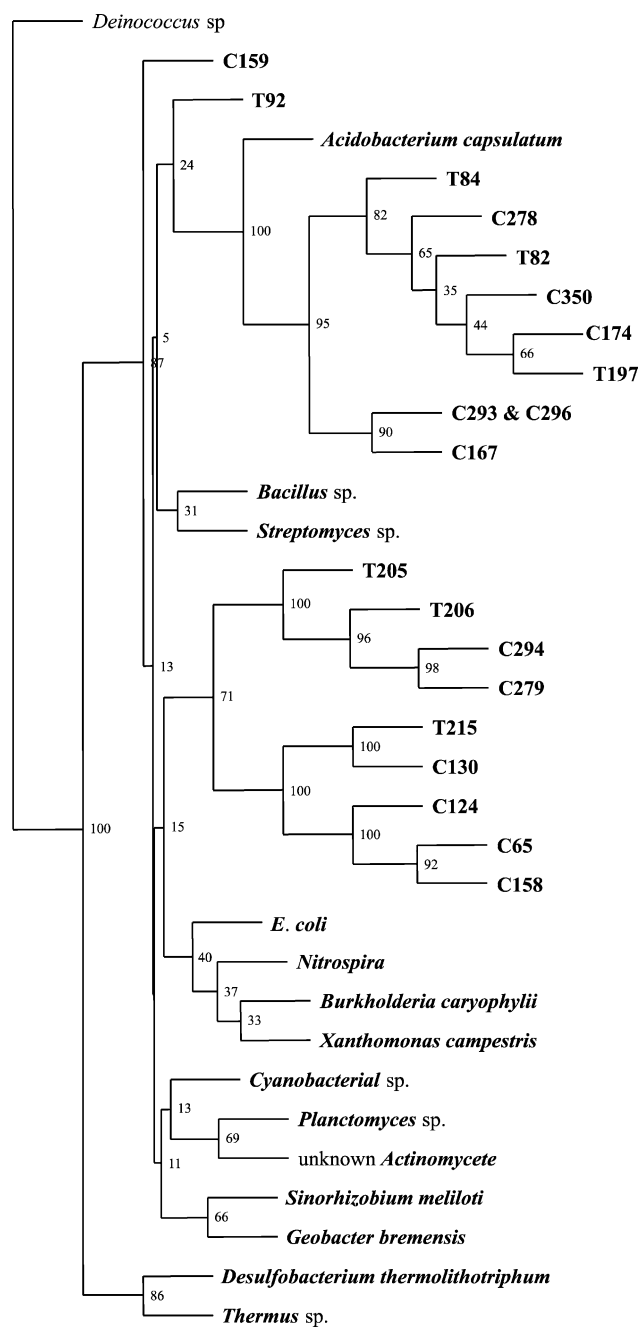 Deinococcus sp
C159
T92
24
Acidobacterium capsulatum
T84
82
C278
100
65
T82
35
C350
95
44
5
C174
87
66
T197
C293 & C296
90
C167
Bacillus sp.
31
Streptomyces sp.
T205
100
T206
96
C294
13
98
C279
71
T215
100
C130
100
C124
15
100
100
C65
92
C158
E. coli
40
Nitrospira
37
Burkholderia caryophylii
33
Xanthomonas campestris
Cyanobacterial sp.
13
Planctomyces sp.
69
11
unknown Actinomycete
Sinorhizobium meliloti
66
Geobacter bremensis
Desulfobacterium thermolithotriphum
86
Thermus sp.